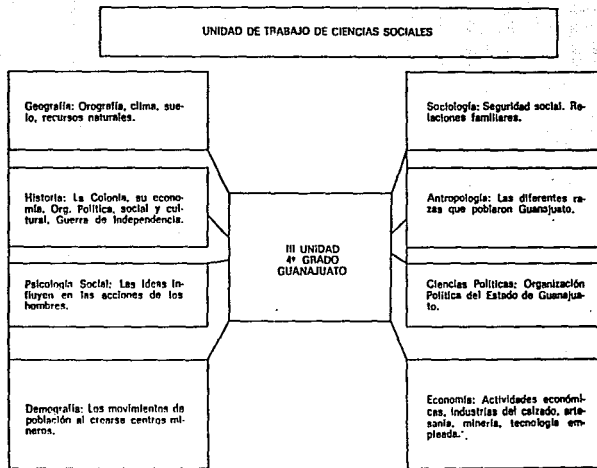 UNIDAD DE TRABAJO DE CIENCIAS SOCIALES
Geografía: Orografía, clima, sue-
lo, recursos naturales.
Historia: La Colonia, su econo-
mía, Org. Política, social y cul-
tural, Guerra de Independencia.
Psicología Social: Las ideas in-
fluyen en las acciones de los
hombres.
Demografía: Los movimientos de
población al crearse centros mi-
neros.
III UNIDAD
4º GRADO
GUANAJUATO
Sociología: Seguridad social. Re-
laciones familiares.
Antropología: Las diferentes ra-
zas que poblaron Guanajuato.
Ciencias Políticas: Organización
Política del Estado de Guanajua-
to.
Economía: Actividades económi-
cas, industrias del calzado, arte-
sanía, minería, tecnología em-
pleada.